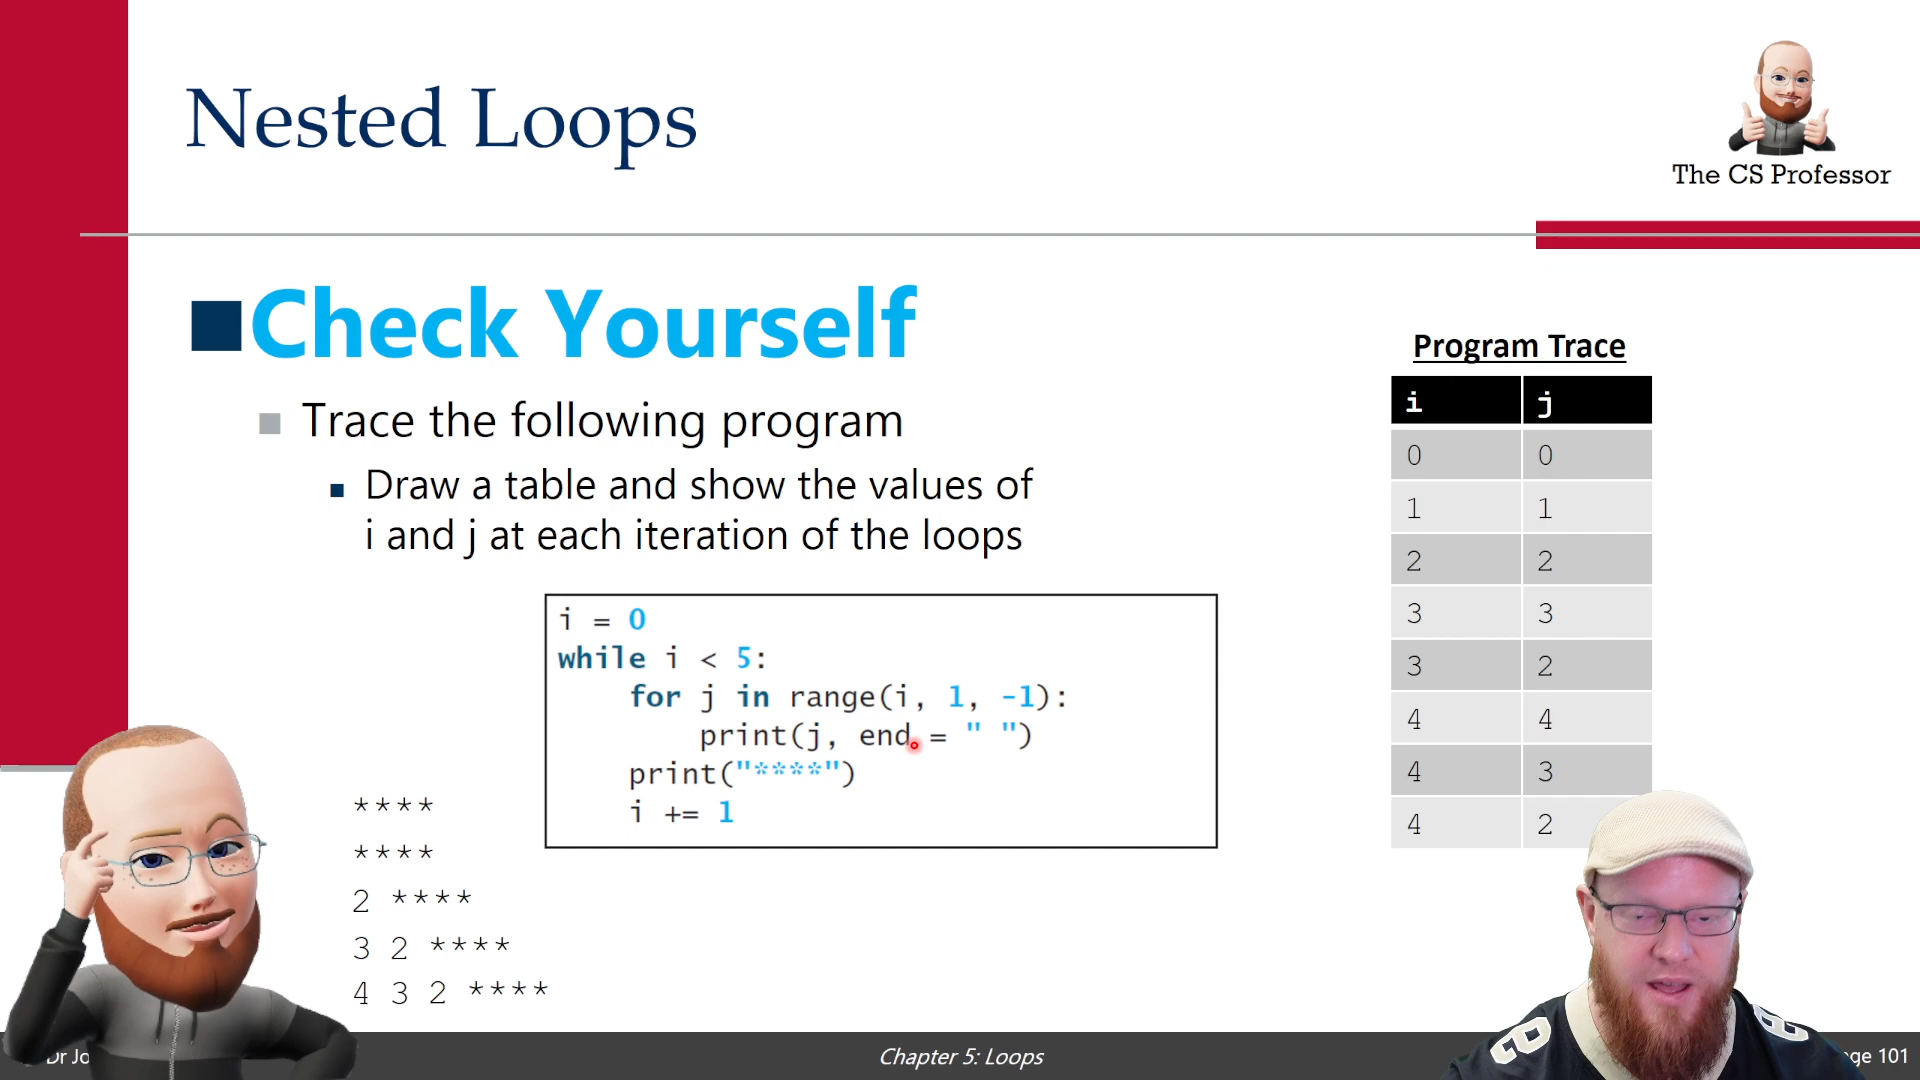 Nested Loops
The CS Professor
Check Yourself
Trace the following program
Draw a table and show the values of
i and j at each iteration of the loops
i = 0
while i < 5:
for j in range(i, 1, -1):
print(j, end = " ")
print("****")
i += 1
****
****
2 ****
3 2 ****
4 3 2 ****
Program Trace
i j
0 0
1 1
2 2
3 3
3 2
4 4
4 3
4 2
Dr
Chapter 5: Loops
101